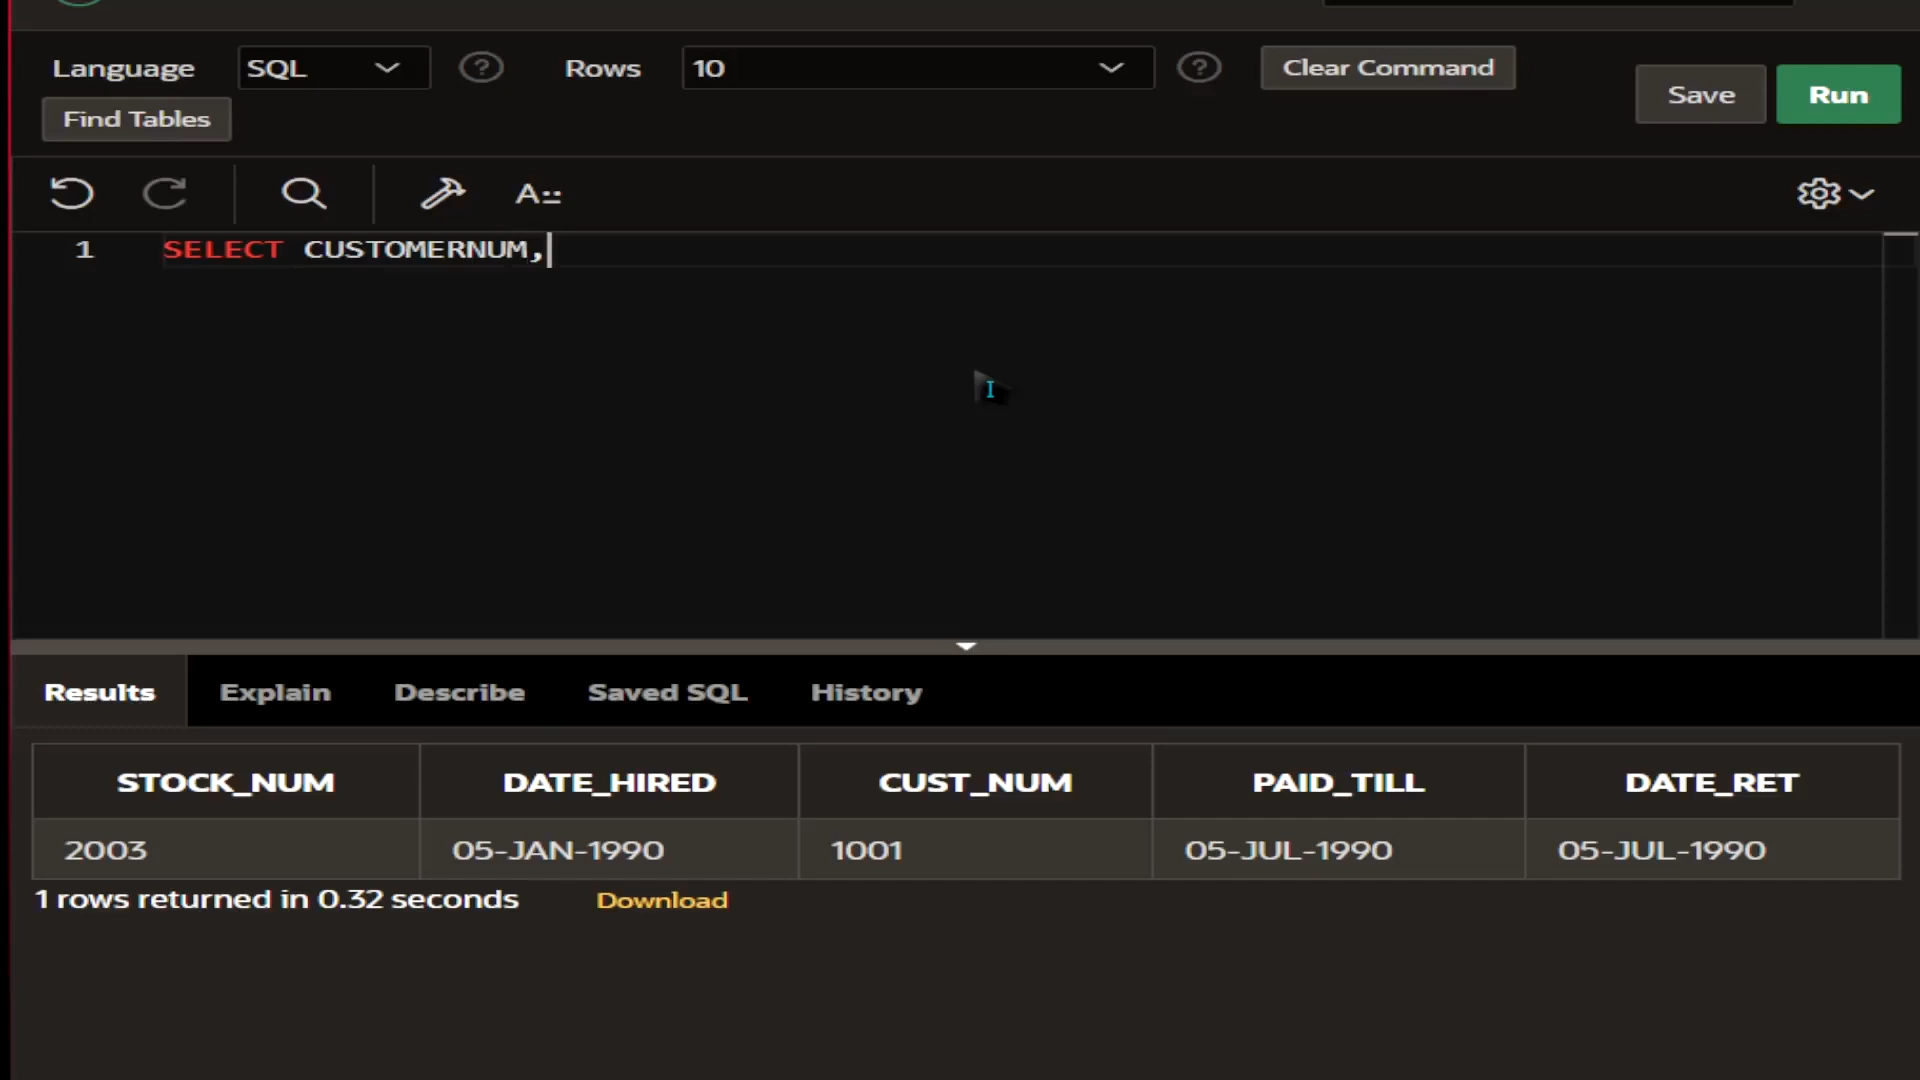 Language SQL Rows 10 Clear Command
Save Run
Find Tables
A
1 SELECT CUSTOMERNUM,
Results Explain Describe Saved SQL History
STOCK_NUM DATE_HIRED CUST_NUM PAID_TILL DATE_RET
2003 05-JAN-1990 1001 05-JUL-1990 05-JUL-1990
1 rows returned in 0.32 seconds Download